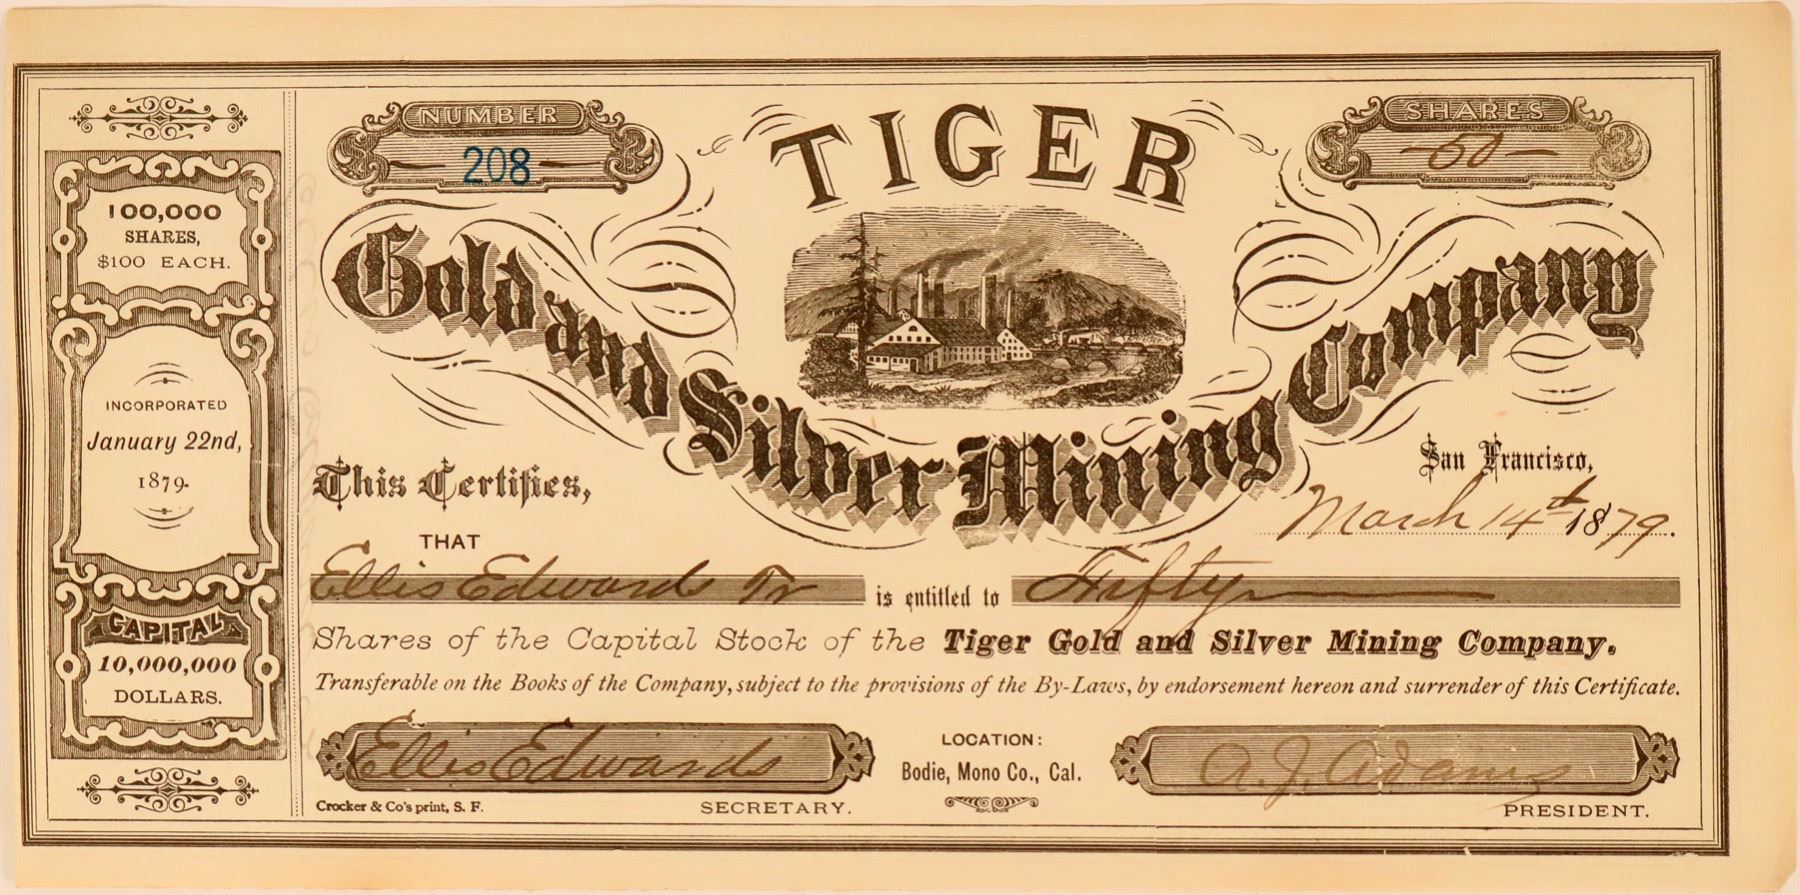 NUMBER
208
TIGER
SHARES
50
Gold and Silver Mining Company
100,000
SHARES,
$100 EACH.
INCORPORATED
January 22nd,
1879.
CAPITAL
10,000,000
DOLLARS.
San Francisco,
March 14th 1879.
This Certifies,
THAT
Ellis Edwards Tr is entitled to Fifty
Shares of the Capital Stock of the Tiger Gold and Silver Mining Company.
Transferable on the Books of the Company, subject to the provisions of the By-Laws, by endorsement hereon and surrender of this Certificate.
Ellis Edwards
SECRETARY.
LOCATION:
Bodie, Mono Co., Cal.
A. J. Adams
PRESIDENT.
Crocker & Co's print, S. F.